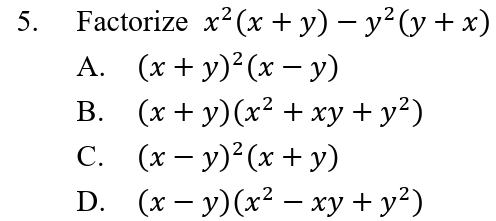 5. Factorize x²(x + y) − y²(y + x)
A. (x + y)²(x − y)
B. (x + y)(x² + xy + y²)
C. (x − y)²(x + y)
D. (x − y)(x² − xy + y²)